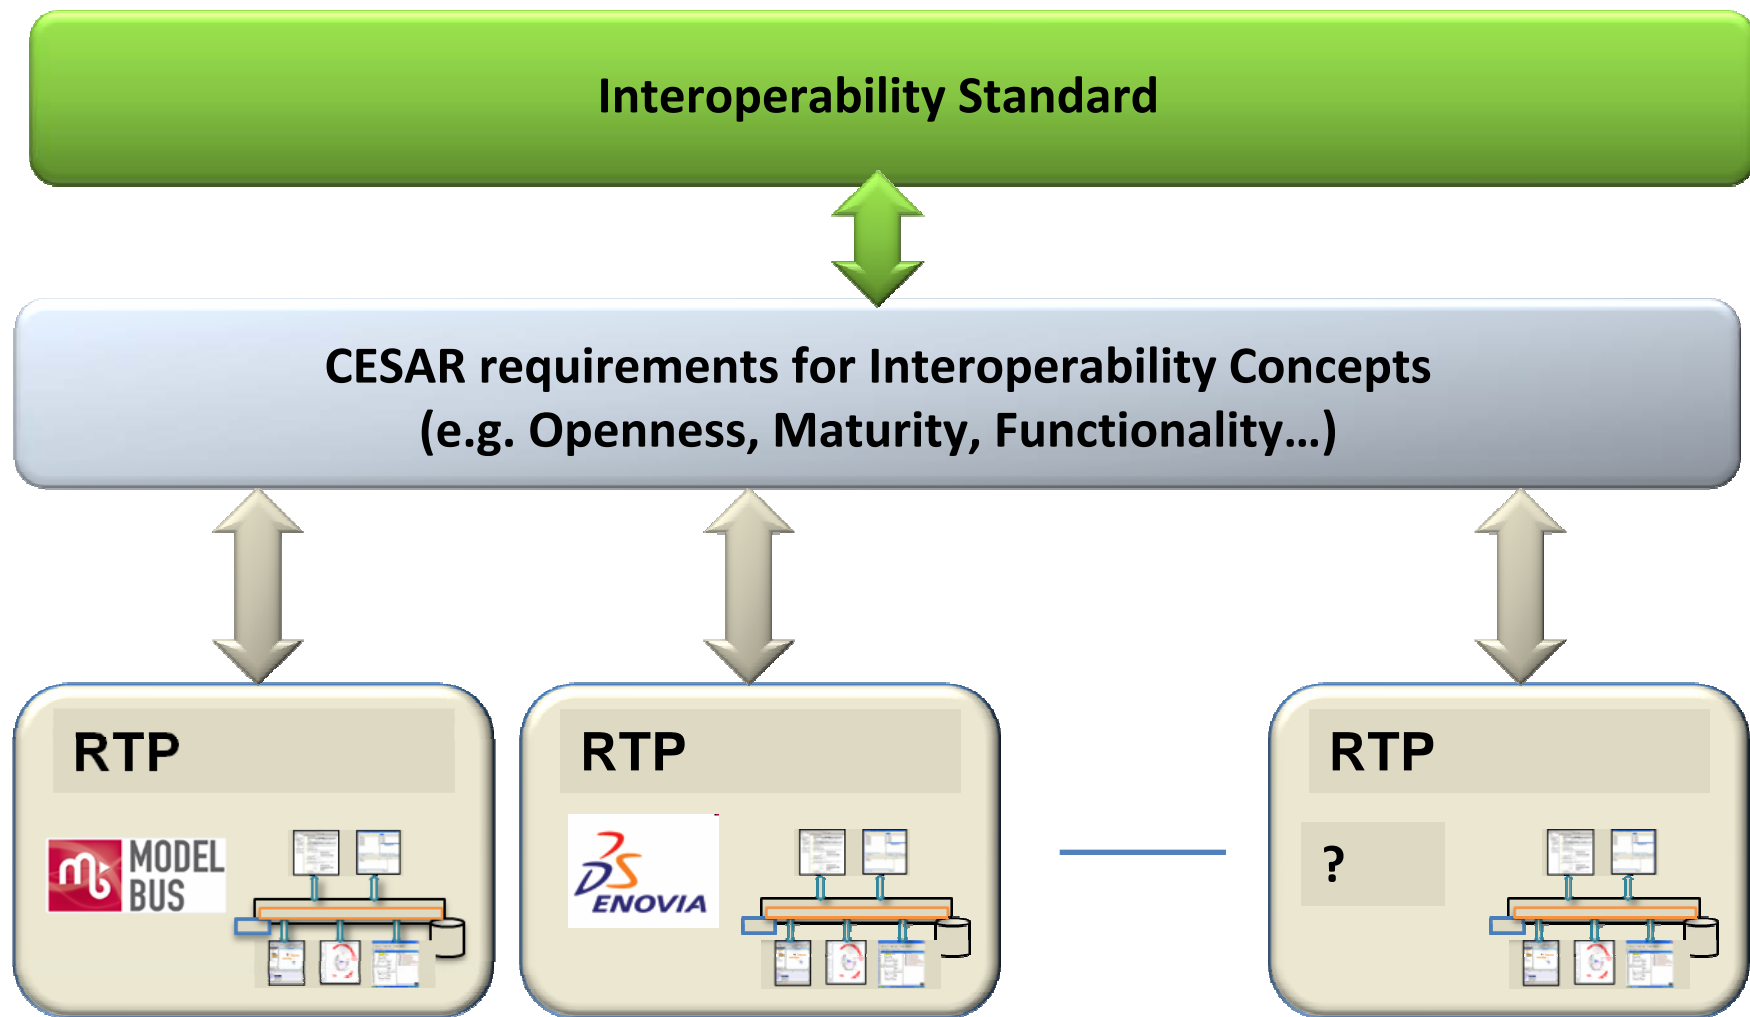 Interoperability Standard
CESAR requirements for Interoperability Concepts
(e.g. Openness, Maturity, Functionality...)
RTP
RTP
RTP
MODEL
BUS
ENOVIA
?